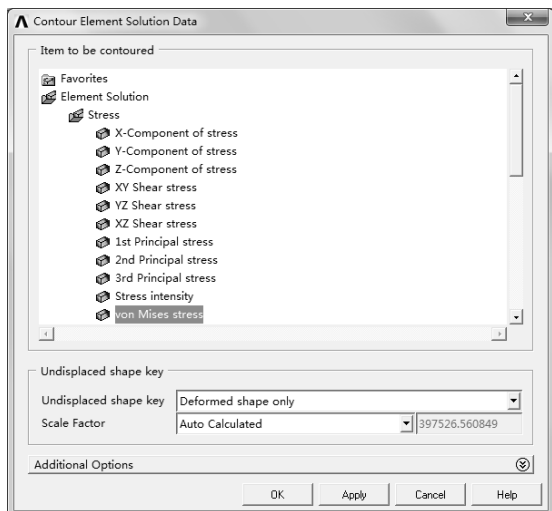 Contour Element Solution Data
Item to be contoured
Favorites
Element Solution
Stress
X-Component of stress
Y-Component of stress
Z-Component of stress
XY Shear stress
YZ Shear stress
XZ Shear stress
1st Principal stress
2nd Principal stress
3rd Principal stress
Stress intensity
von Mises stress
Undisplaced shape key
Undisplaced shape key Deformed shape only
Scale Factor Auto Calculated 397526.560849
Additional Options
OK Apply Cancel Help